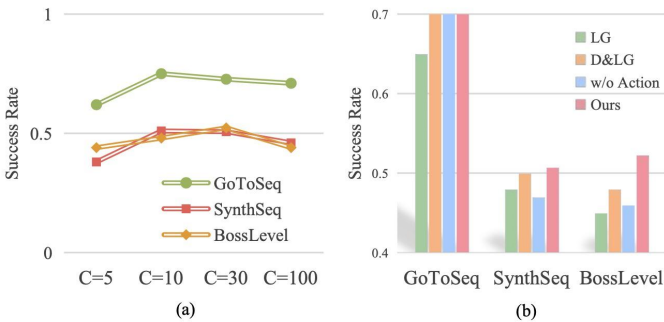 1
0.5
0
Success Rate
GoToSeq
SynthSeq
BossLevel
C=5 C=10 C=30 C=100
(a)
0.7
0.6
0.5
0.4
Success Rate
LG
D&LG
w/o Action
Ours
GoToSeq SynthSeq BossLevel
(b)